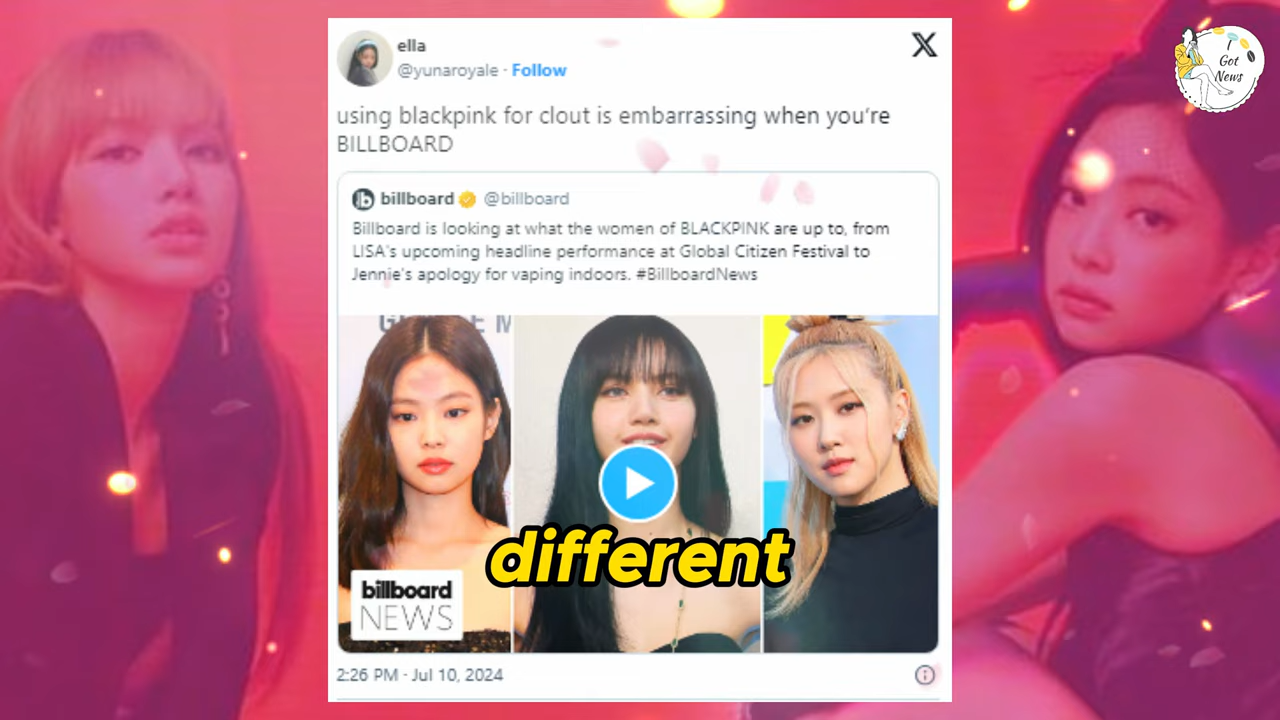 ella
@yunaroyale · Follow
using blackpink for clout is embarrassing when you're
BILLBOARD
billboard @billboard
Billboard is looking at what the women of BLACKPINK are up to, from
LISA's upcoming headline performance at Global Citizen Festival to
Jennie's apology for vaping indoors. #BillboardNews
different
billboard
NEWS
2:26 PM · Jul 10, 2024
I
Got
News